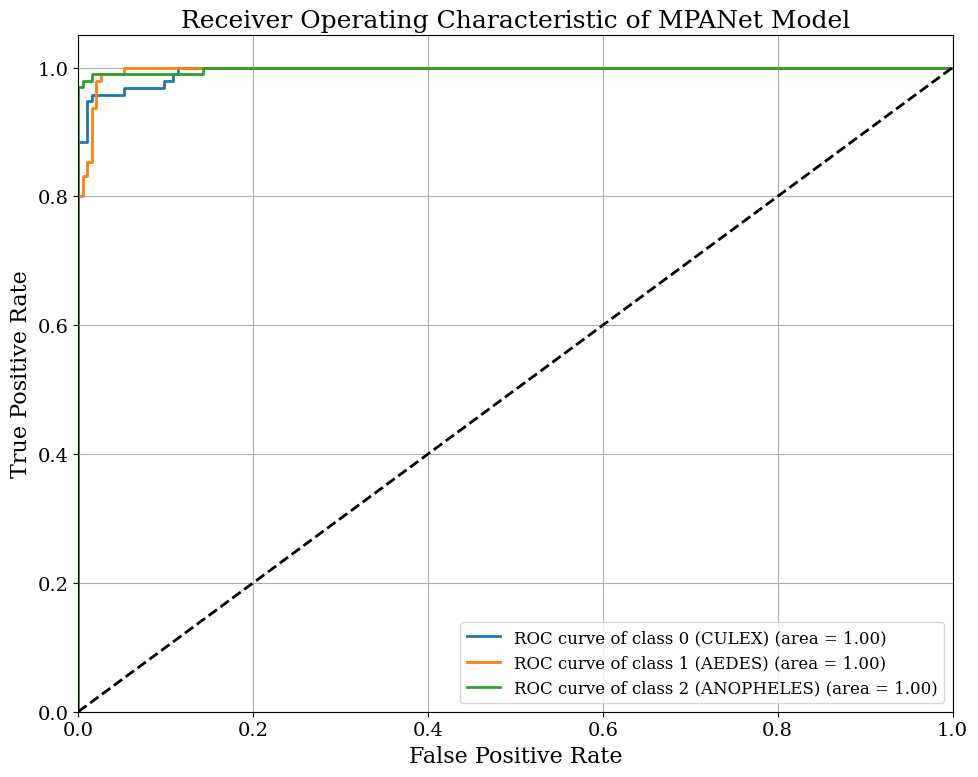 Receiver Operating Characteristic of MPANet Model
1.0
0.8
0.6
0.4
0.2
0.0
True Positive Rate
0.0
0.2
0.4
0.6
0.8
1.0
False Positive Rate
ROC curve of class 0 (CULEX) (area = 1.00)
ROC curve of class 1 (AEDES) (area = 1.00)
ROC curve of class 2 (ANOPHELES) (area = 1.00)